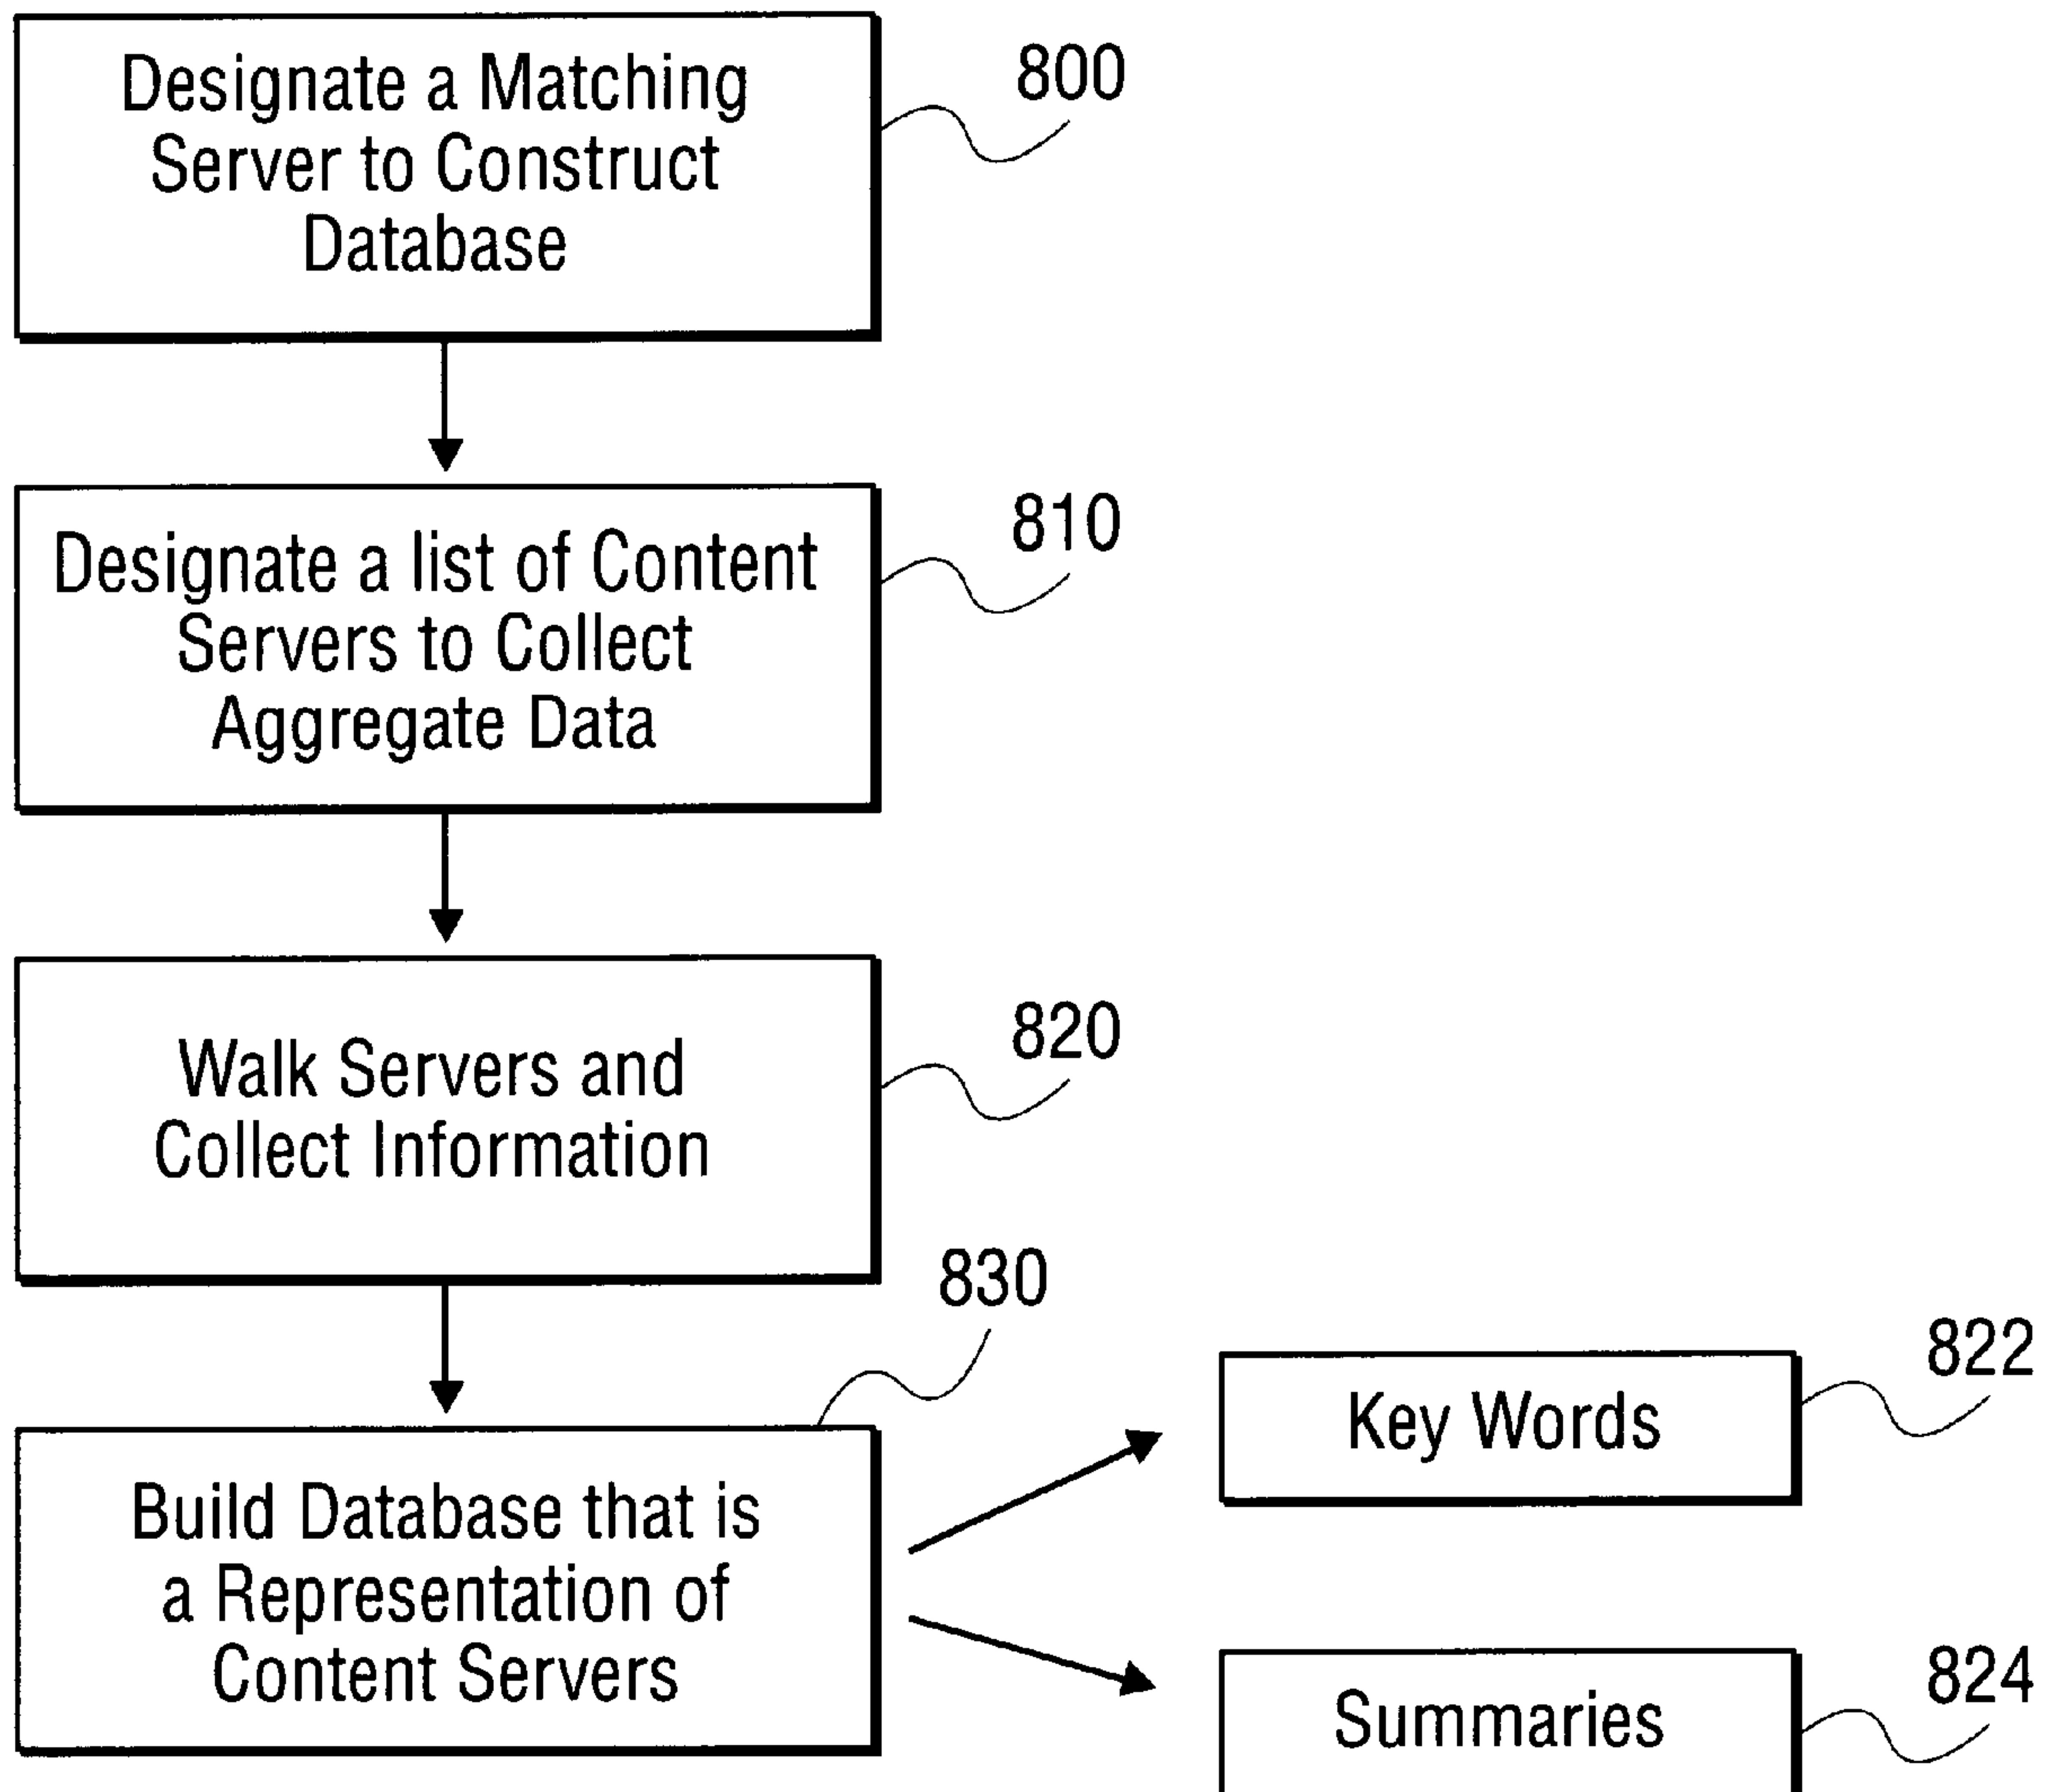 Designate a Matching
Server to Construct
Database
800
Designate a list of Content
Servers to Collect
Aggregate Data
810
Walk Servers and
Collect Information
820
830
Build Database that is
a Representation of
Content Servers
Key Words
822
Summaries
824